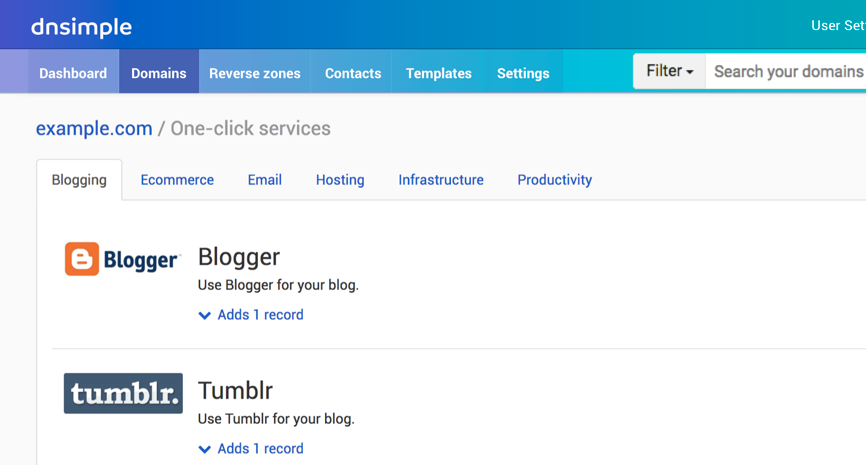 dnsimple
User Set
Dashboard Domains Reverse zones Contacts Templates Settings Filter Search your domains
example.com / One-click services
Blogging Ecommerce Email Hosting Infrastructure Productivity
Blogger Blogger
Use Blogger for your blog.
Adds 1 record
tumblr. Tumblr
Use Tumblr for your blog.
Adds 1 record